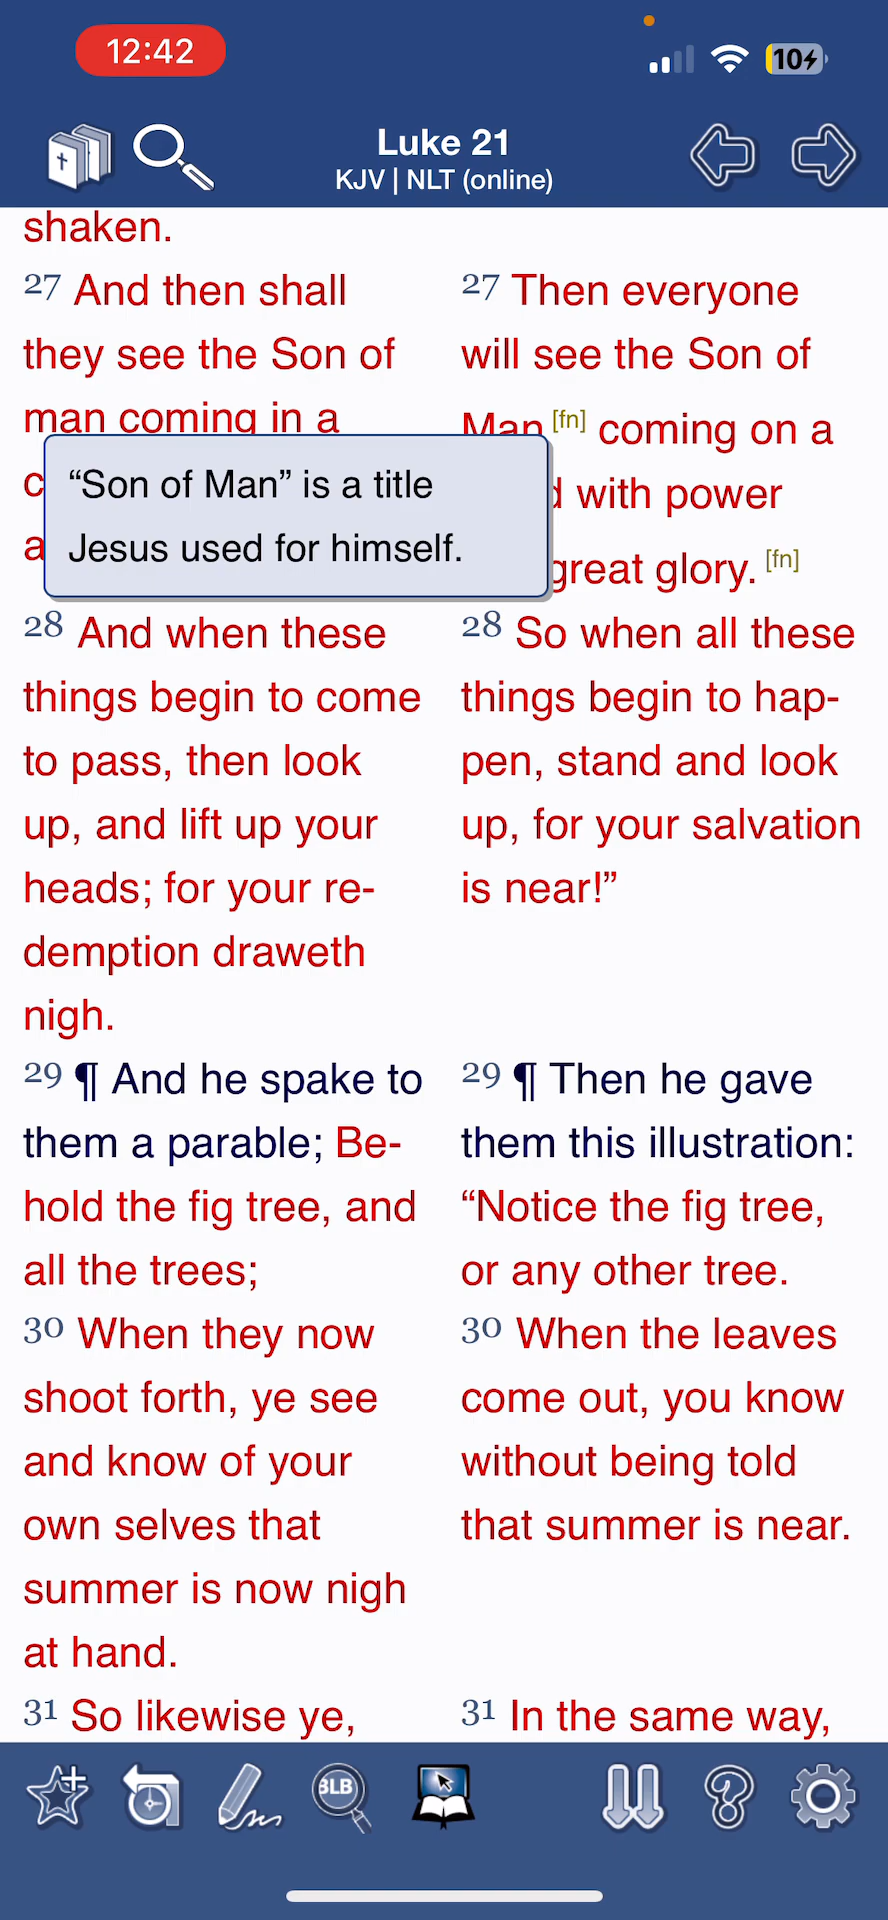 12:42
10
Luke 21
KJV | NLT (online)
shaken.
27 And then shall
they see the Son of
man coming in a
c
a
28 And when these
things begin to come
to pass, then look
up, and lift up your
heads; for your re-
demption draweth
nigh.
29 ¶ And he spake to
them a parable; Be-
hold the fig tree, and
all the trees;
30 When they now
shoot forth, ye see
and know of your
own selves that
summer is now nigh
at hand.
31 So likewise ye,
27 Then everyone
will see the Son of
Man [fn] coming on a
d with power
great glory. [fn]
28 So when all these
things begin to hap-
pen, stand and look
up, for your salvation
is near!”
29 ¶ Then he gave
them this illustration:
“Notice the fig tree,
or any other tree.
30 When the leaves
come out, you know
without being told
that summer is near.
31 In the same way,
“Son of Man” is a title
Jesus used for himself.
BLB